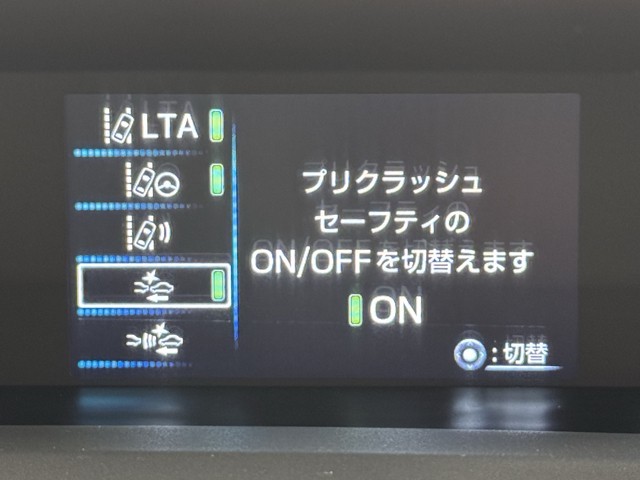 LTA
プリクラッシュ
セーフティの
ON/OFFを切替えます
ON
:切替